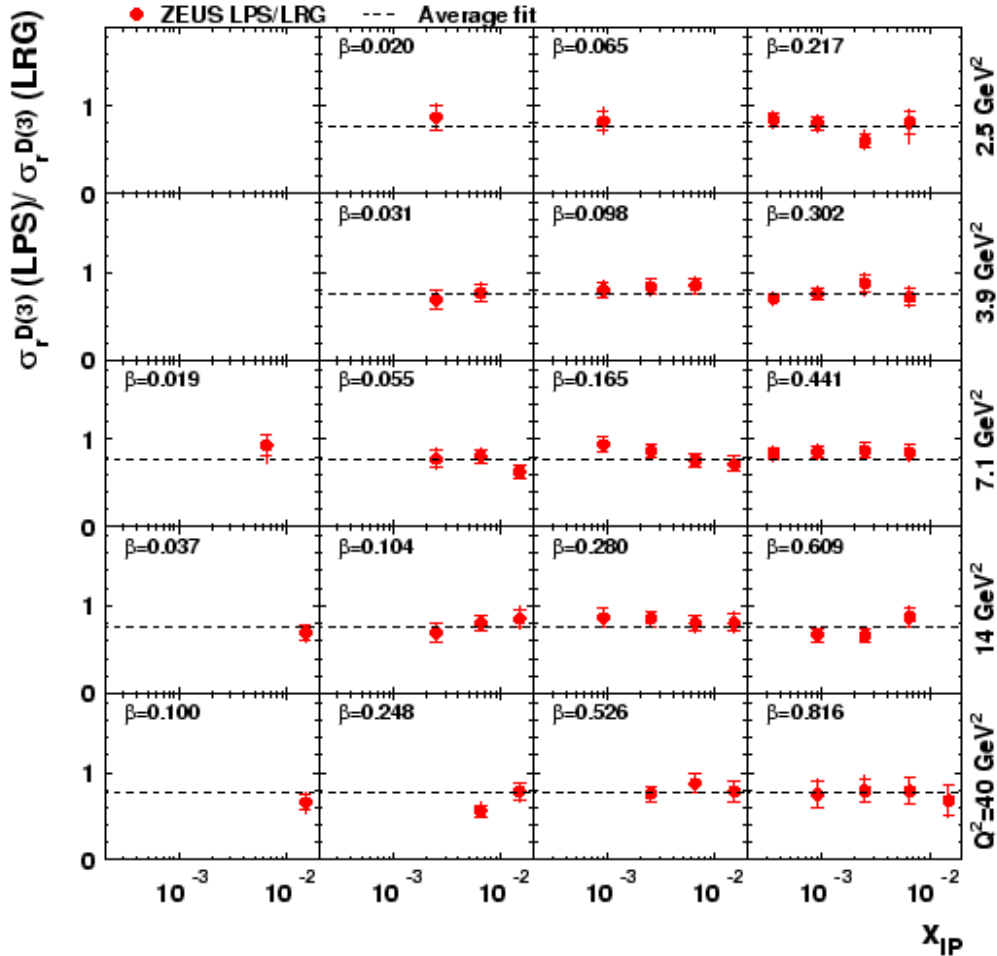 ZEUS LPS/LRG Average fit
σr D(3) (LPS)/ σr D(3) (LRG)
β=0.020 β=0.065 β=0.217
1
0
2.5 GeV2
β=0.031 β=0.098 β=0.302
1
0
3.9 GeV2
β=0.019 β=0.055 β=0.165 β=0.441
1
0
7.1 GeV2
β=0.037 β=0.104 β=0.280 β=0.609
1
0
14 GeV2
β=0.100 β=0.248 β=0.526 β=0.816
1
0
Q2=40 GeV2
10-3 10-2 10-3 10-2 10-3 10-2 10-3 10-2
xIP